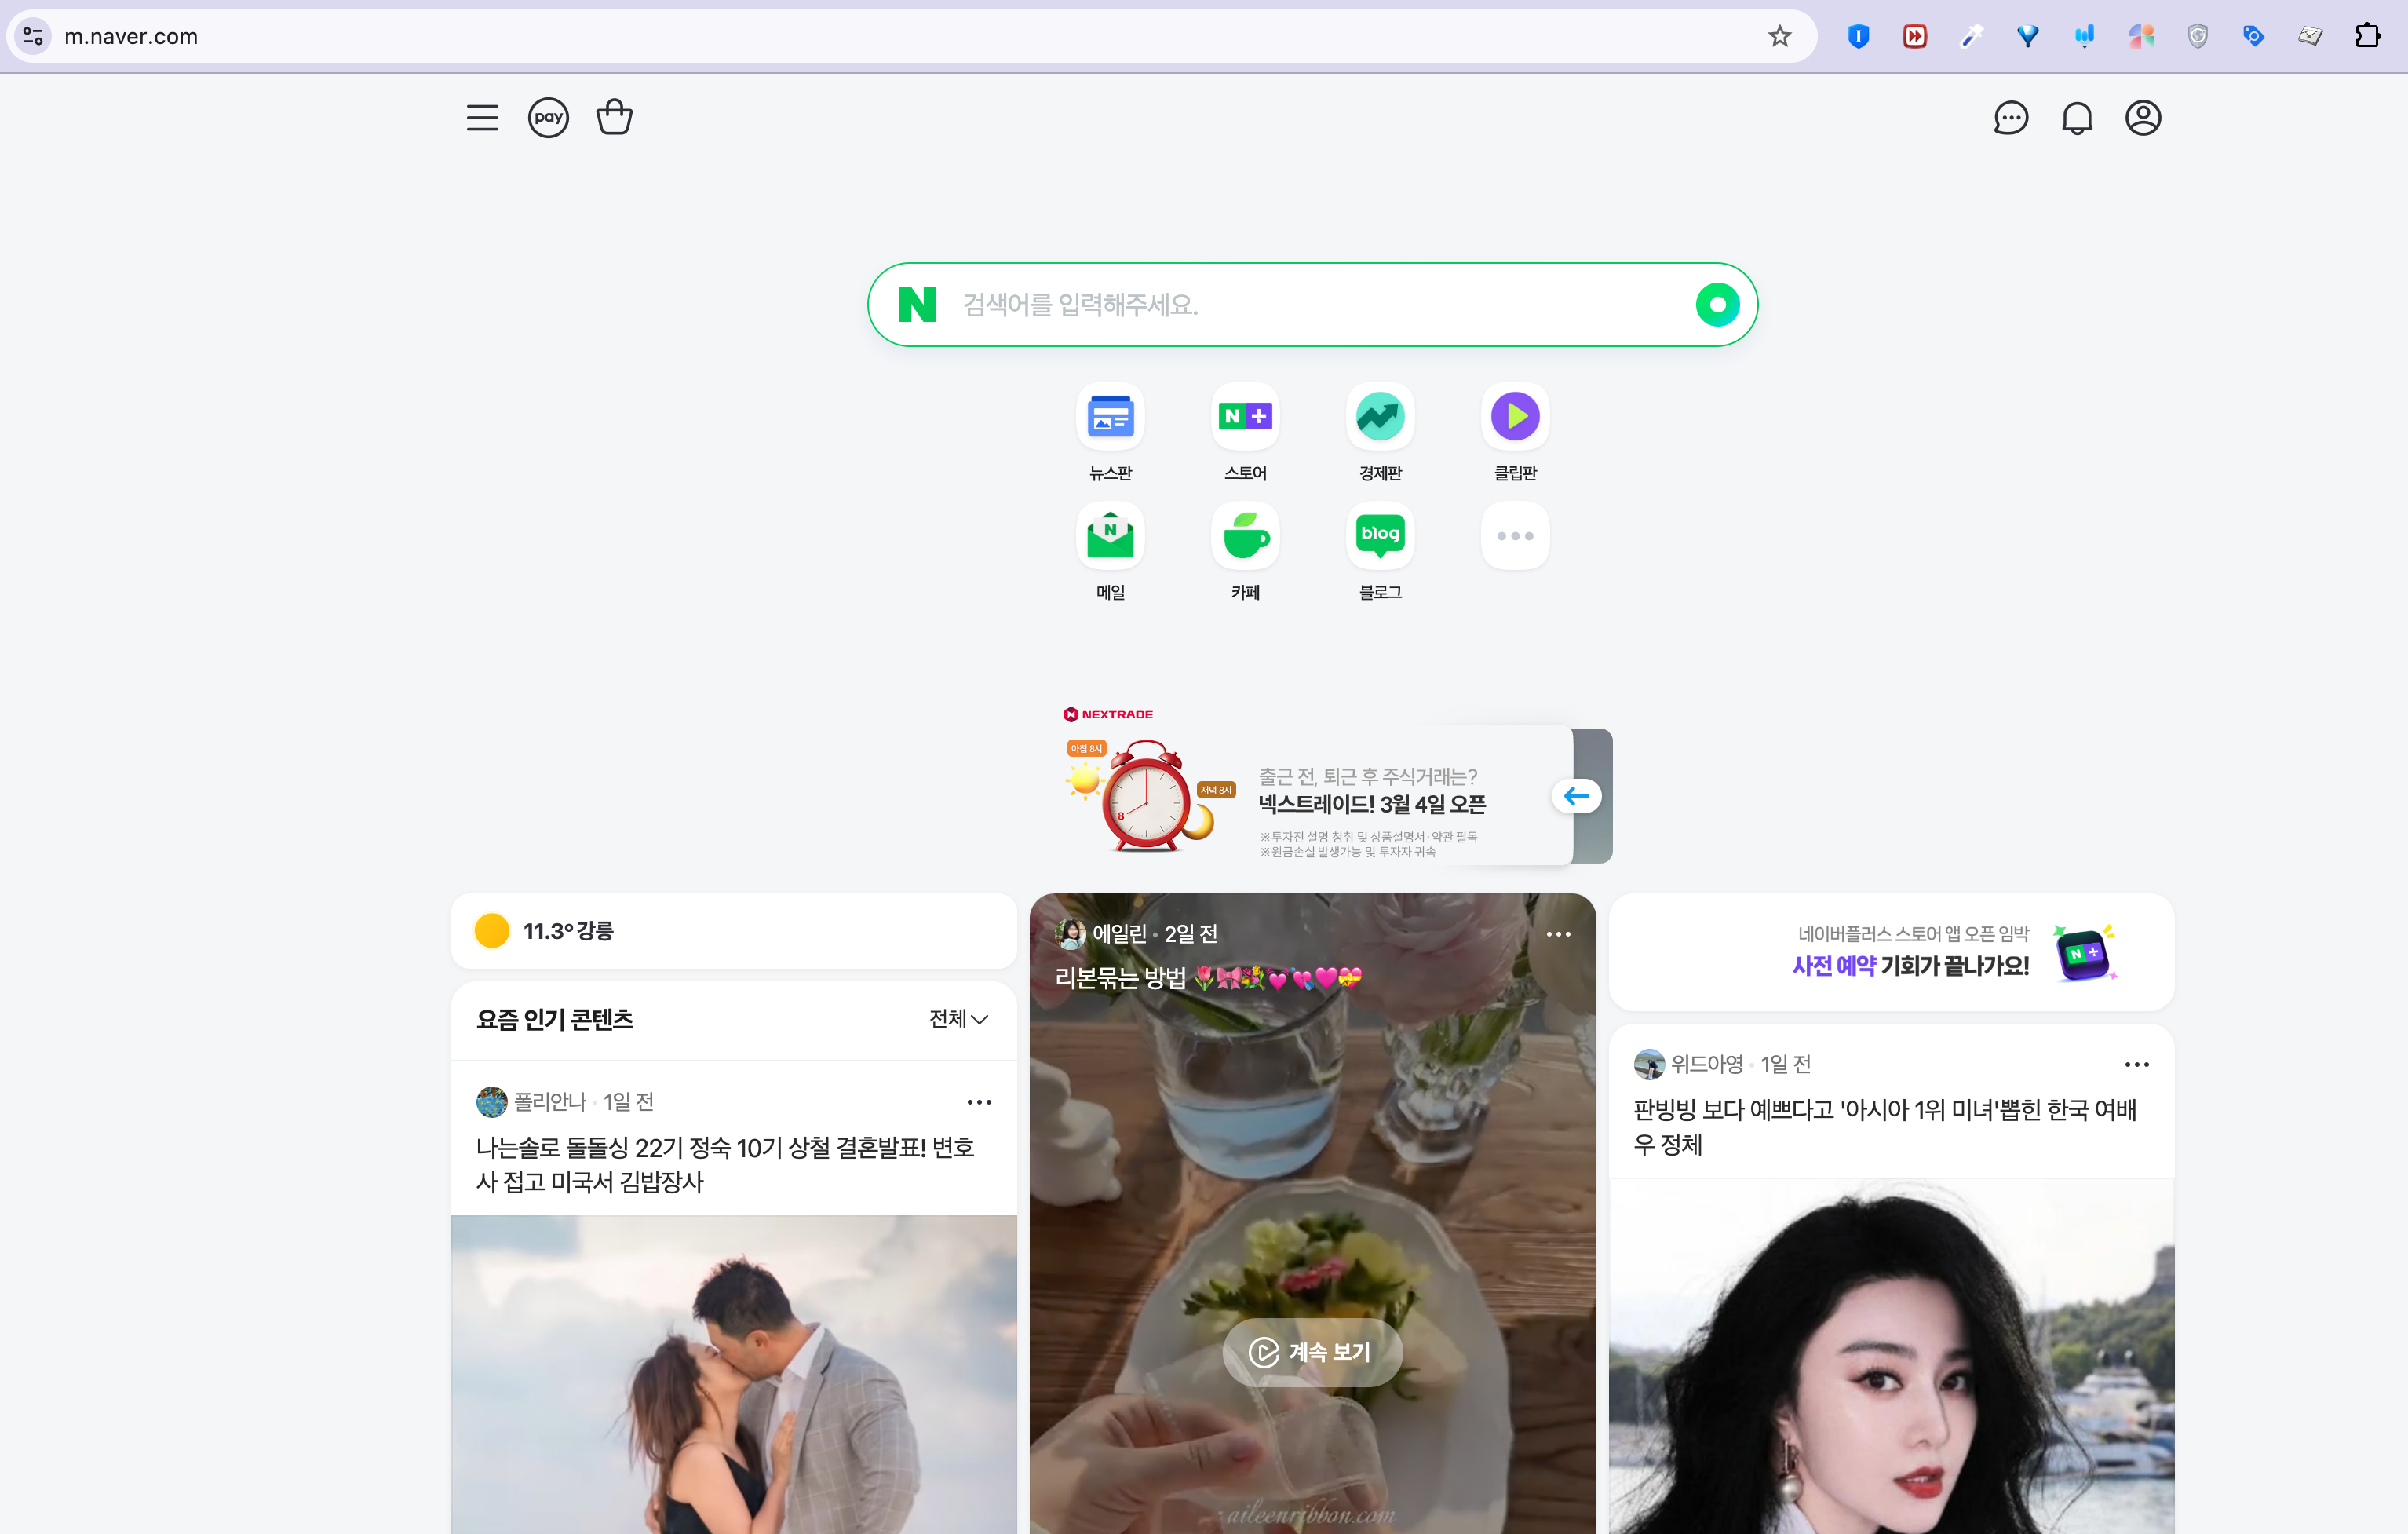 m.naver.com
pay
N 검색어를 입력해주세요.
N+
뉴스판
스토어
경제판
클립판
N
blog
메일
카페
블로그
NEXTRADE
아침 8시
저녁 8시
8
출근 전, 퇴근 후 주식거래는?
넥스트레이드! 3월 4일 오픈
※투자전 설명 청취 및 상품설명서·약관 필독
※원금손실 발생가능 및 투자자 귀속
11.3° 강릉
요즘 인기 콘텐츠
전체
폴리안나 • 1일 전
나는솔로 돌돌싱 22기 정숙 10기 상철 결혼발표! 변호
사 접고 미국서 김밥장사
에일린 • 2일 전
리본묶는 방법 🌷🎀💐💕💘💗💝
계속 보기
aileenribbon.com
네이버플러스 스토어 앱 오픈 임박
사전 예약 기회가 끝나가요!
N+
위드아영 • 1일 전
판빙빙 보다 예쁘다고 '아시아 1위 미녀'뽑힌 한국 여배
우 정체